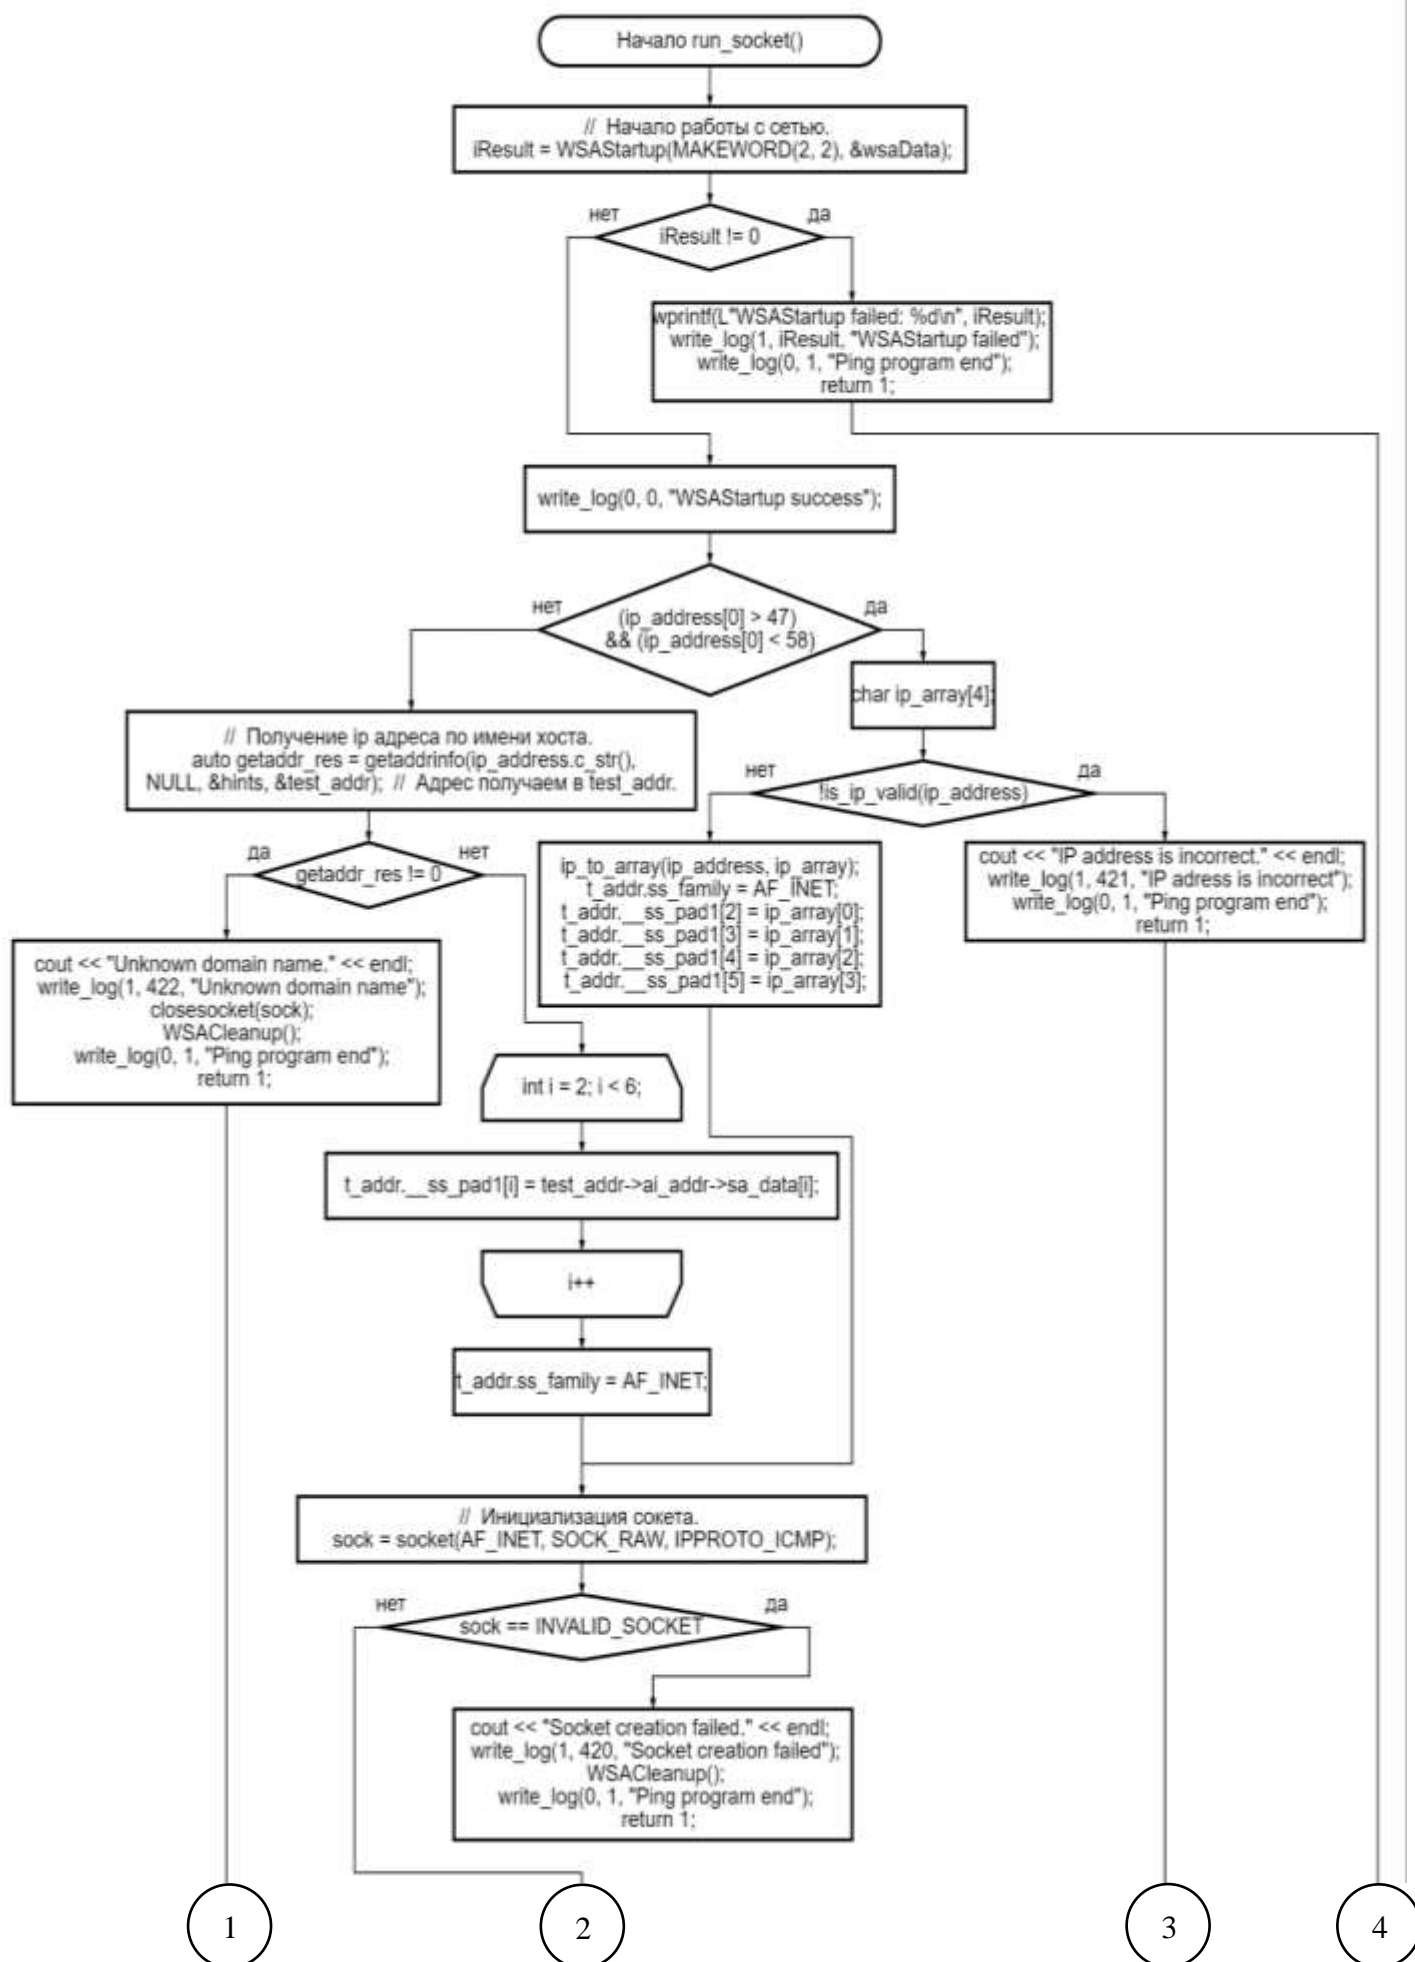 Начало run_socket()
// Начало работы с сетью.
iResult = WSAStartup(MAKEWORD(2, 2), &wsaData);
нет
да
iResult != 0
wprintf(L"WSAStartup failed: %d\n", iResult);
write_log(1, iResult, "WSAStartup failed");
write_log(0, 1, "Ping program end");
return 1;
write_log(0, 0, "WSAStartup success");
нет
да
(ip_address[0] > 47)
&& (ip_address[0] < 58)
char ip_array[4];
// Получение ip адреса по имени хоста.
auto getaddr_res = getaddrinfo(ip_address.c_str(),
NULL, &hints, &test_addr); // Адрес получаем в test_addr.
нет
да
!is_ip_valid(ip_address)
да
нет
getaddr_res != 0
ip_to_array(ip_address, ip_array);
t_addr.ss_family = AF_INET;
t_addr.__ss_pad1[2] = ip_array[0];
t_addr.__ss_pad1[3] = ip_array[1];
t_addr.__ss_pad1[4] = ip_array[2];
t_addr.__ss_pad1[5] = ip_array[3];
cout << "IP address is incorrect." << endl;
write_log(1, 421, "IP adress is incorrect");
write_log(0, 1, "Ping program end");
return 1;
cout << "Unknown domain name." << endl;
write_log(1, 422, "Unknown domain name");
closesocket(sock);
WSACleanup();
write_log(0, 1, "Ping program end");
return 1;
int i = 2; i < 6;
t_addr.__ss_pad1[i] = test_addr->ai_addr->sa_data[i];
i++
t_addr.ss_family = AF_INET;
// Инициализация сокета.
sock = socket(AF_INET, SOCK_RAW, IPPROTO_ICMP);
нет
да
sock == INVALID_SOCKET
cout << "Socket creation failed." << endl;
write_log(1, 420, "Socket creation failed");
WSACleanup();
write_log(0, 1, "Ping program end");
return 1;
1
2
3
4